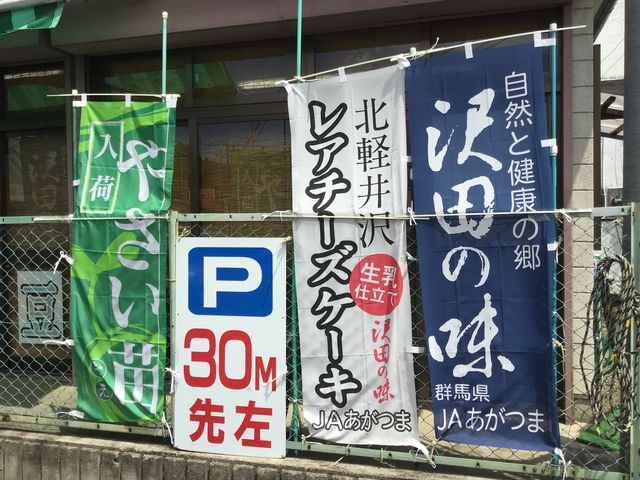 入荷
やさい苗
なえ
豆
P
30M
先左
北軽井沢
レアチーズケーキ
生乳
仕立て
沢田の味
JAあがつま
自然と健康の郷
沢田の味
群馬県
JAあがつま